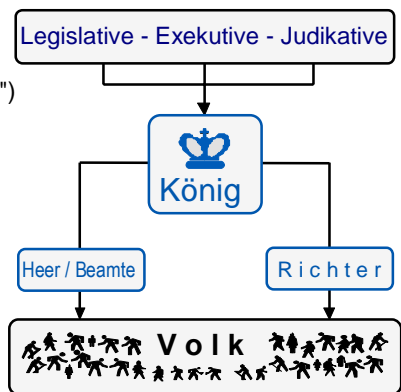 Legislative - Exekutive - Judikative
")
König
Heer / Beamte
Richter
Volk